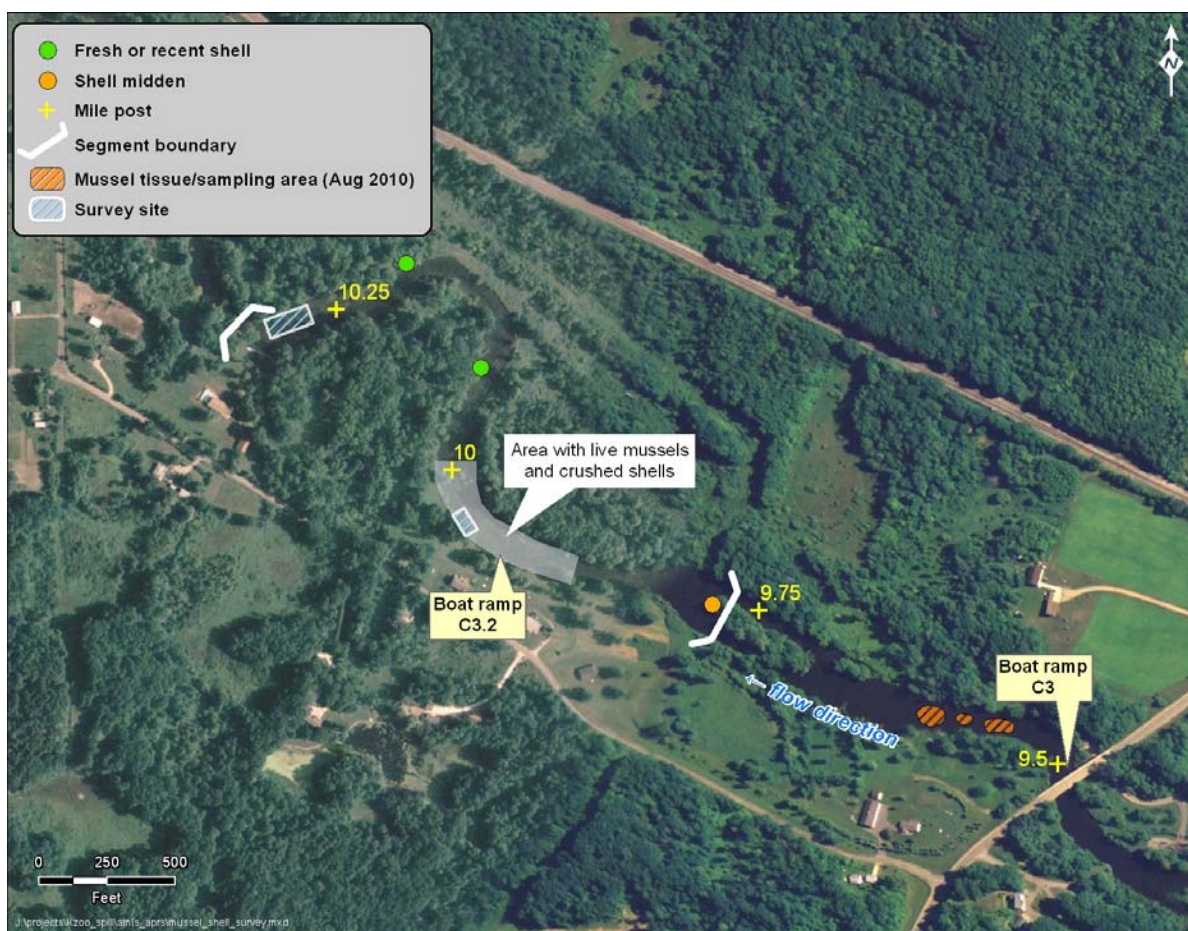 Fresh or recent shell
Shell midden
Mile post
Segment boundary
Mussel tissue/sampling area (Aug 2010)
Survey site
N
10.25
10
Area with live mussels
and crushed shells
Boat ramp
C3.2
9.75
← flow direction
Boat ramp
C3
9.5
0 250 500
Feet
J:\projects\kzoo_spill\am\s_aprs\mussel_shell_survey.mxd